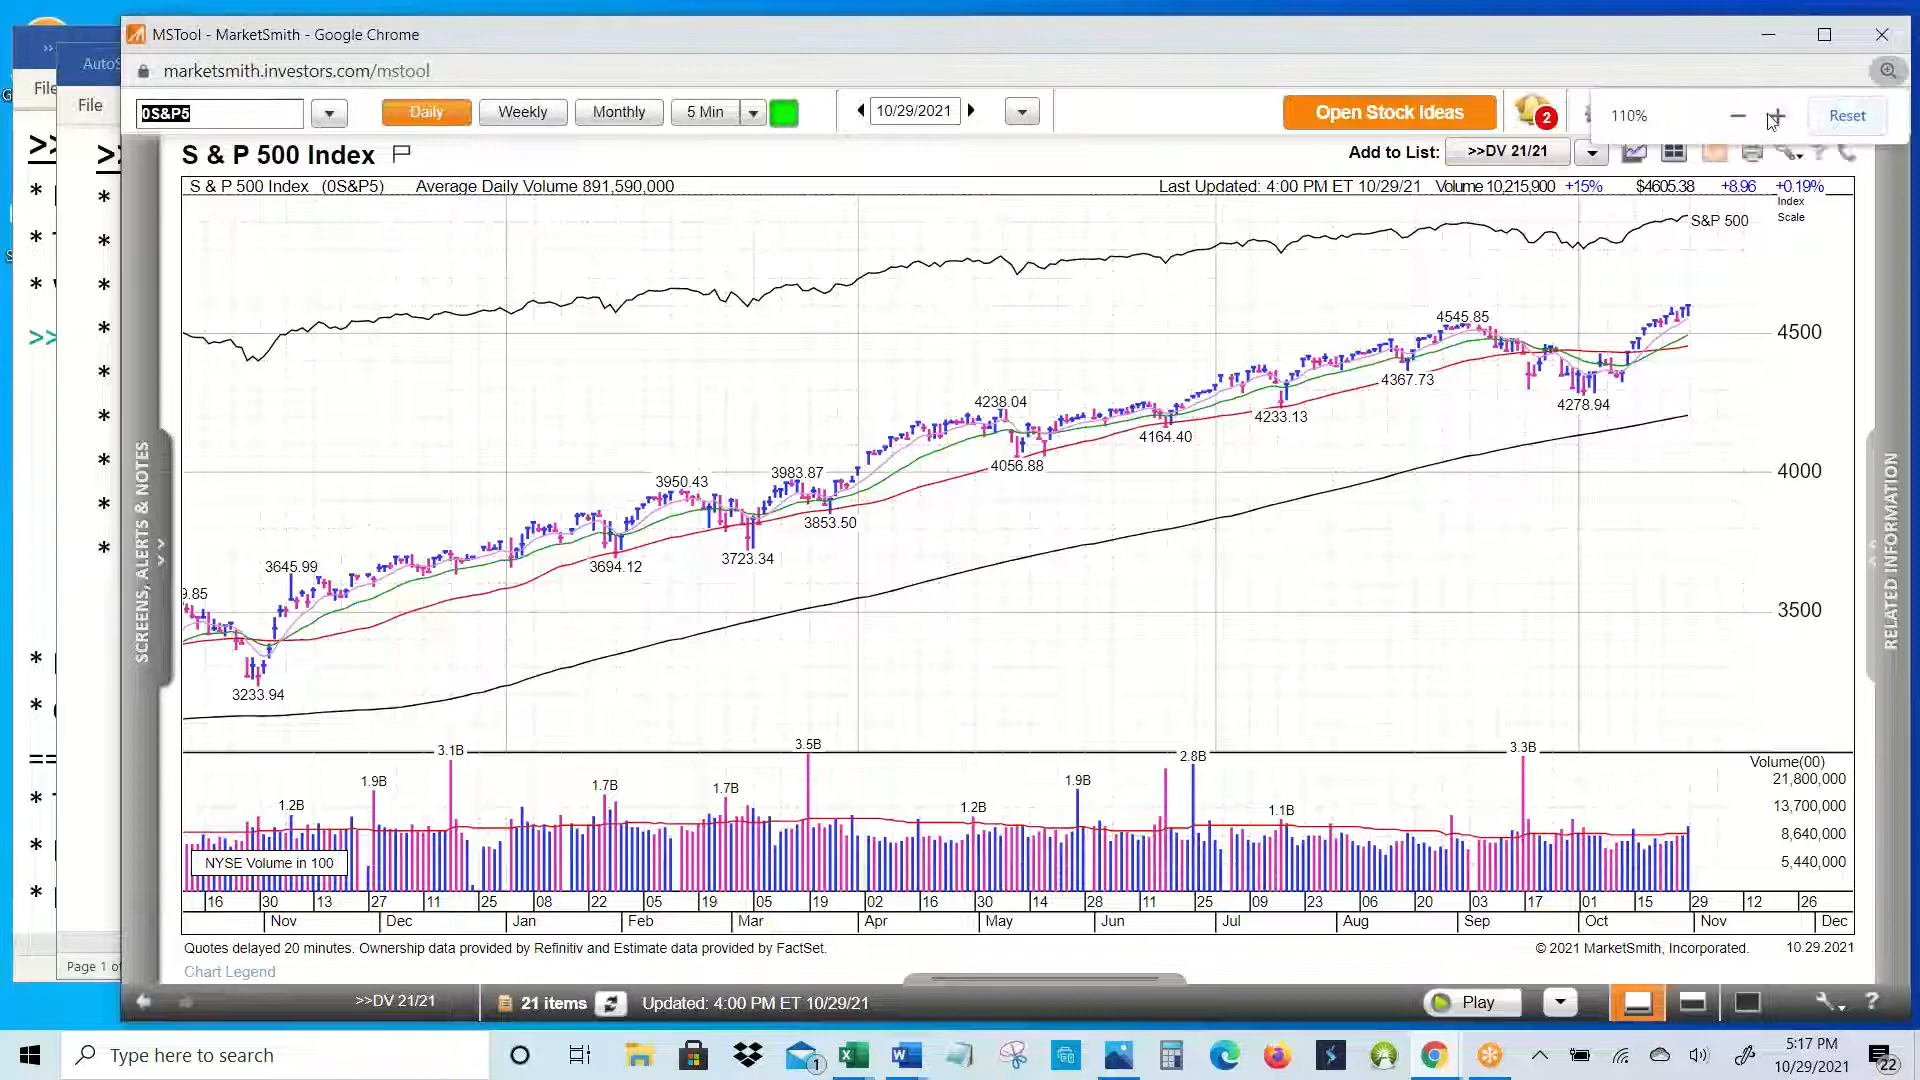 MSTool - MarketSmith - Google Chrome
AutoS
marketsmith.investors.com/mstool
File
File
0S&P5
Daily
Weekly
Monthly
5 Min
10/29/2021
Open Stock Ideas
2
110%
Reset
S & P 500 Index
Add to List:
>>DV 21/21
S & P 500 Index (0S&P5) Average Daily Volume 891,590,000
Last Updated: 4:00 PM ET 10/29/21 Volume 10,215,900 +15% $4605.38 +8.96 +0.19%
Index
Scale
S&P 500
4545.85
4500
4367.73
4278.94
4238.04
4233.13
4164.40
4056.88
4000
3983.87
3950.43
3853.50
3723.34
3694.12
3645.99
9.85
3500
3233.94
SCREENS, ALERTS & NOTES
RELATED INFORMATION
3.1B
3.5B
2.8B
3.3B
1.9B
1.7B
1.7B
1.9B
1.2B
1.2B
1.1B
Volume(00)
21,800,000
13,700,000
8,640,000
5,440,000
NYSE Volume in 100
16 30 13 27 11 25 08 22 05 19 05 19 02 16 30 14 28 11 25 09 23 06 20 03 17 01 15 29 12 26
Nov Dec Jan Feb Mar Apr May Jun Jul Aug Sep Oct Nov Dec
Quotes delayed 20 minutes. Ownership data provided by Refinitiv and Estimate data provided by FactSet.
© 2021 MarketSmith, Incorporated.
10.29.2021
Chart Legend
Page 1 of
>>DV 21/21
21 items
Updated: 4:00 PM ET 10/29/21
Play
Type here to search
1
5:17 PM
10/29/2021
22